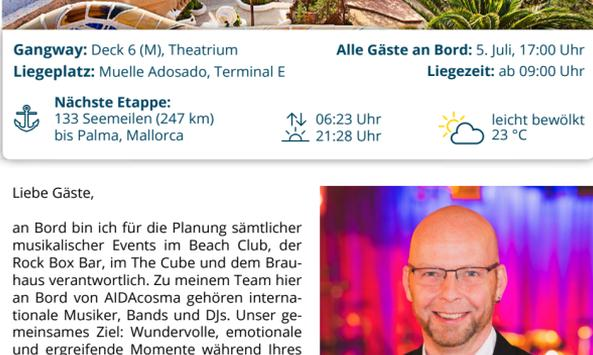 Gangway: Deck 6 (M), Theatrium
Alle Gäste an Bord: 5. Juli, 17:00 Uhr
Liegeplatz: Muelle Adosado, Terminal E
Liegezeit: ab 09:00 Uhr
Nächste Etappe:
133 Seemeilen (247 km)
bis Palma, Mallorca
06:23 Uhr
21:28 Uhr
leicht bewölkt
23 °C
Liebe Gäste,
an Bord bin ich für die Planung sämtlicher
musikalischer Events im Beach Club, der
Rock Box Bar, im The Cube und dem Brau-
haus verantwortlich. Zu meinem Team hier
an Bord von AIDAcosma gehören interna-
tionale Musiker, Bands und DJs. Unser ge-
meinsames Ziel: Wundervolle, emotionale
und ergreifende Momente während Ihres